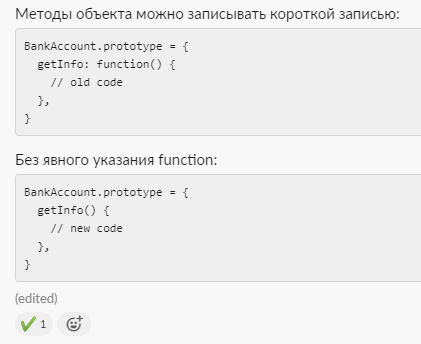 Методы объекта можно записывать короткой записью:
BankAccount.prototype = {
  getInfo: function() {
    // old code
  },
}
Без явного указания function:
BankAccount.prototype = {
  getInfo() {
    // new code
  },
}
(edited)
1